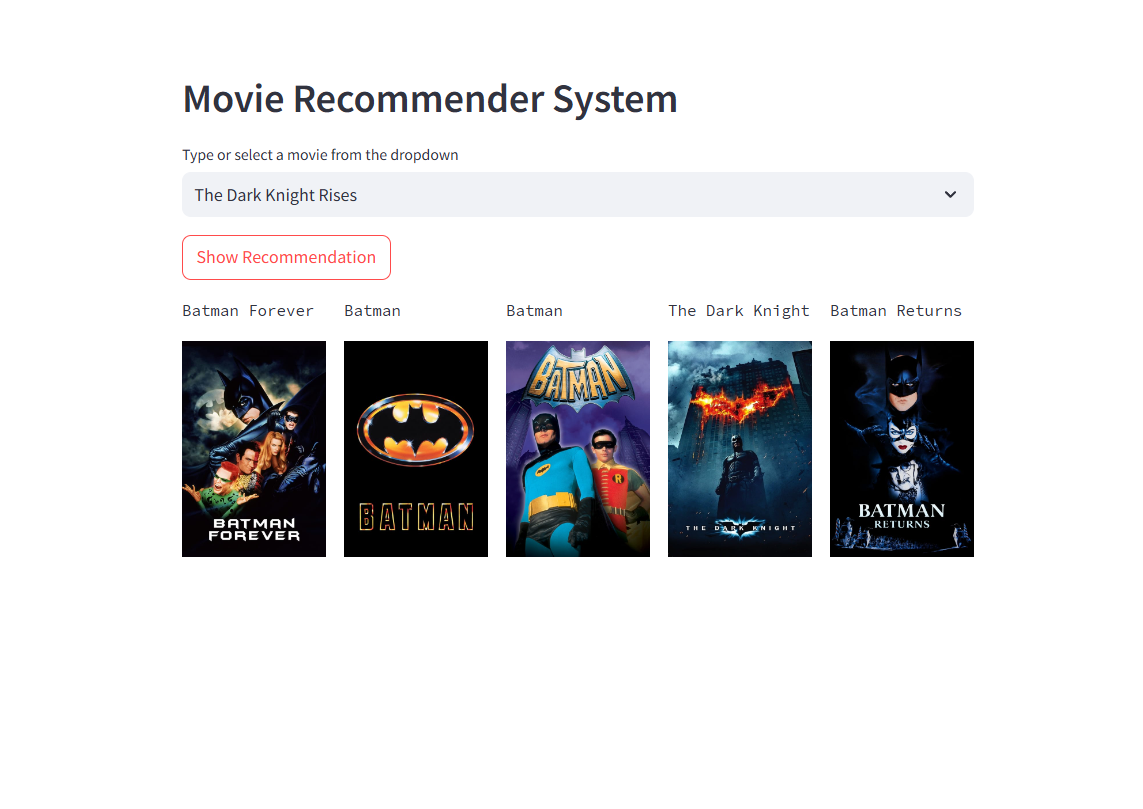 Movie Recommender System
Type or select a movie from the dropdown
The Dark Knight Rises
Show Recommendation
Batman Forever
Batman
Batman
The Dark Knight
Batman Returns
BATMAN
FOREVER
BATMAN
BATMAN
R
THE DARK KNIGHT
BATMAN
RETURNS